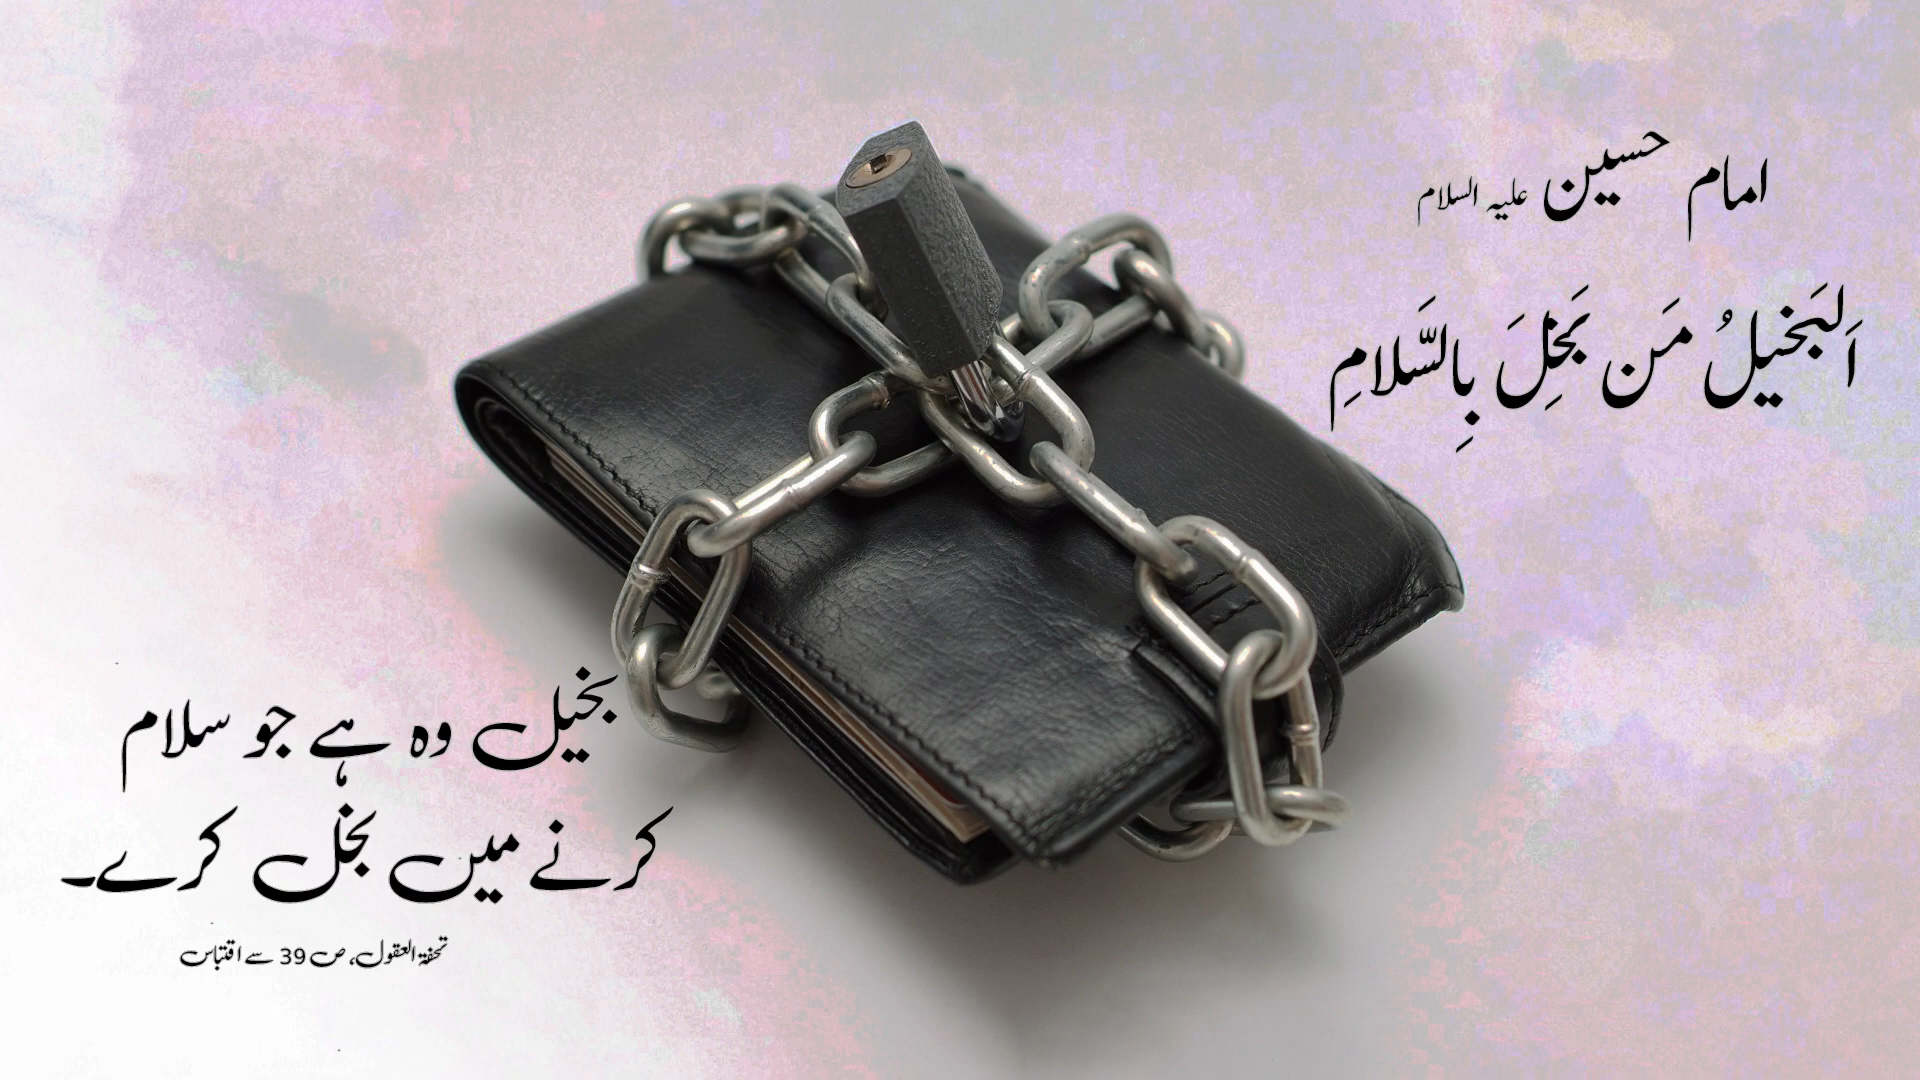 امام حسین علیہ السلام
اَلبَخیلُ مَن بَخِلَ بِالسَّلامِ
بخیل وہ ہے جو سلام
کرنے میں بخل کرے۔
تحفۃ العقول، ص 39 سے اقتباس